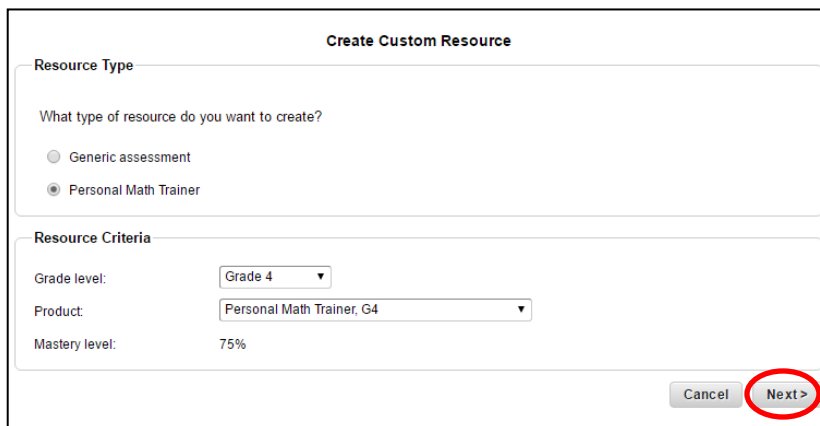 Create Custom Resource
Resource Type
What type of resource do you want to create?
Generic assessment
Personal Math Trainer
Resource Criteria
Grade level: Grade 4
Product: Personal Math Trainer, G4
Mastery level: 75%
Cancel Next >